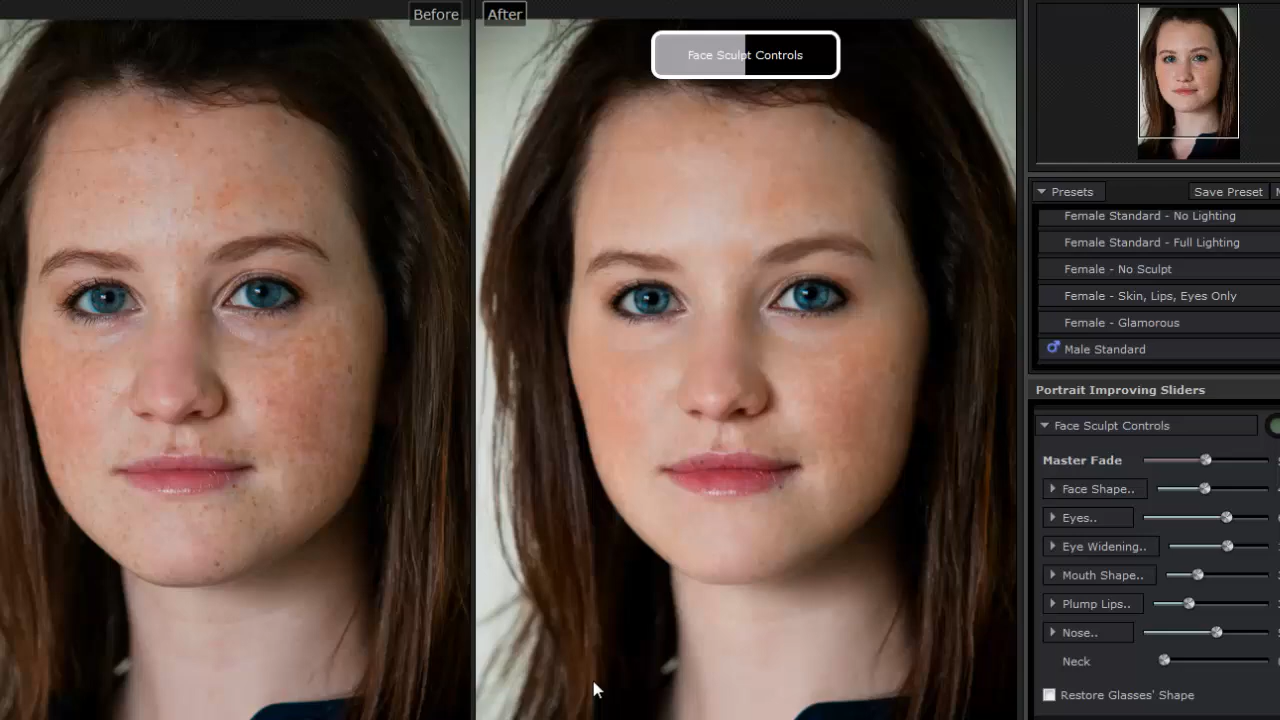 Before
After
Face Sculpt Controls
Presets
Save Preset
Female Standard - No Lighting
Female Standard - Full Lighting
Female - No Sculpt
Female - Skin, Lips, Eyes Only
Female - Glamorous
Male Standard
Portrait Improving Sliders
Face Sculpt Controls
Master Fade
Face Shape..
Eyes..
Eye Widening..
Mouth Shape..
Plump Lips..
Nose..
Neck
Restore Glasses' Shape